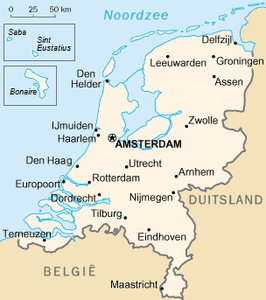 0 25 50 km
Noordzee
Saba
Sint
Eustatius
Bonaire
Delfzijl
Leeuwarden
Groningen
Assen
Den
Helder
Zwolle
IJmuiden
Haarlem
AMSTERDAM
Den Haag
Utrecht
Europoort
Rotterdam
Arnhem
Dordrecht
Nijmegen
DUITSLAND
Tilburg
Terneuzen
Eindhoven
BELGIË
Maastricht